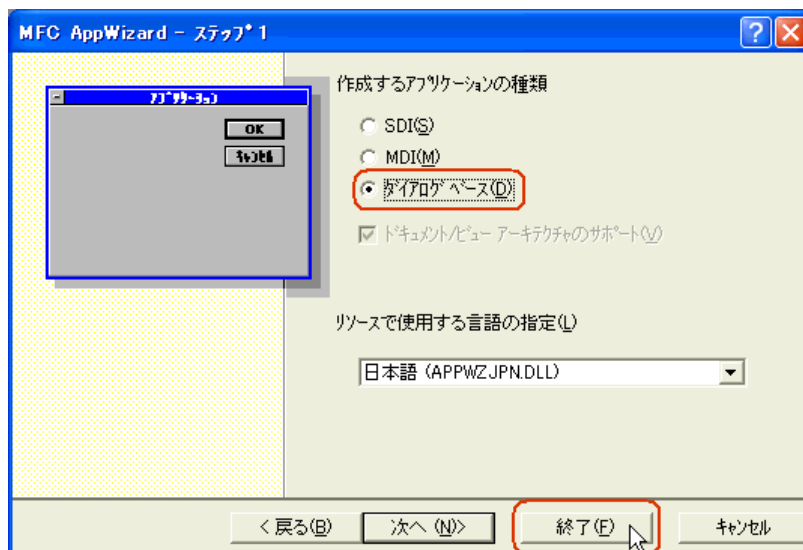 MFC AppWizard - ｽﾃｯﾌﾟ 1
作成するｱﾌﾟﾘｹｰｼｮﾝの種類
ｱﾌﾟﾘｹｰｼｮﾝ
OK
ｷｬﾝｾﾙ
SDI(S)
MDI(M)
ﾀﾞｲｱﾛｸﾞ ﾍﾞｰｽ(D)
ﾄﾞｷｭﾒﾝﾄ/ﾋﾞｭｰ ｱｰｷﾃｸﾁｬのｻﾎﾟｰﾄ(V)
ﾘｿｰｽで使用する言語の指定(L)
日本語 (APPWZJPN.DLL)
< 戻る(B)
次へ (N)>
終了(F)
ｷｬﾝｾﾙ